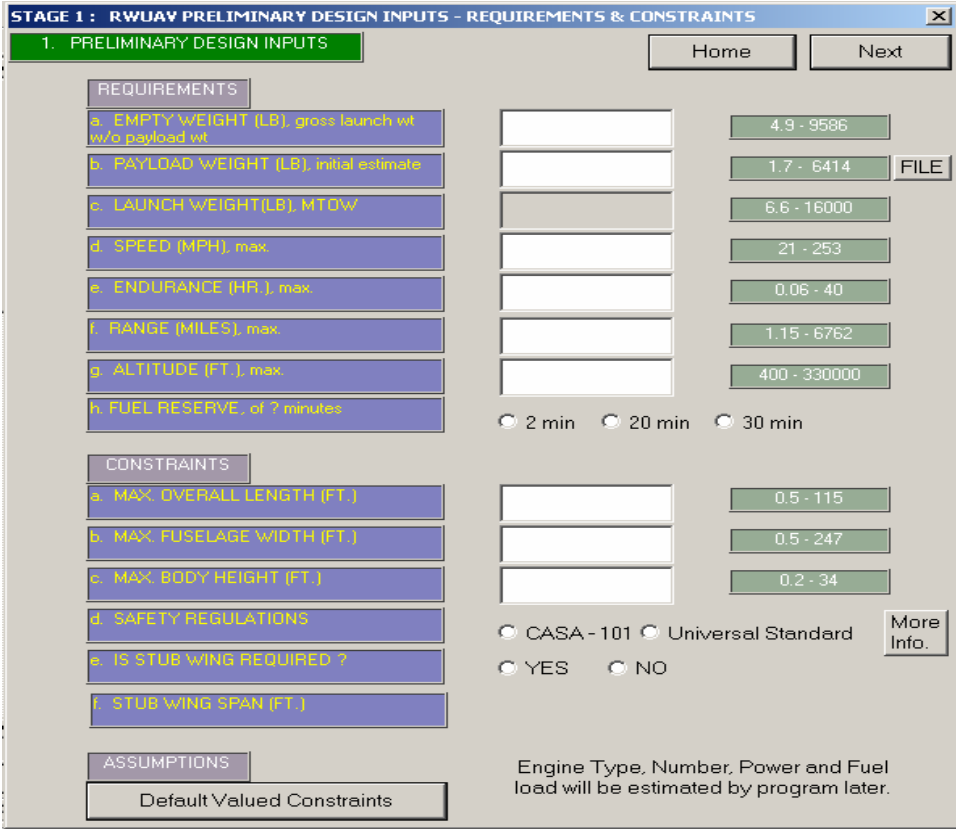 STAGE 1 : RWUAV PRELIMINARY DESIGN INPUTS - REQUIREMENTS & CONSTRAINTS
1. PRELIMINARY DESIGN INPUTS
Home
Next
REQUIREMENTS
a. EMPTY WEIGHT (LB), gross launch wt
w/o payload wt
4.9 - 9586
b. PAYLOAD WEIGHT (LB), initial estimate
1.7 - 6414
FILE
c. LAUNCH WEIGHT(LB), MTOW
6.6 - 16000
d. SPEED (MPH), max.
21 - 253
e. ENDURANCE (HR.), max.
0.06 - 40
f. RANGE (MILES), max.
1.15 - 6762
g. ALTITUDE (FT.), max.
400 - 330000
h. FUEL RESERVE, of ? minutes
2 min
20 min
30 min
CONSTRAINTS
a. MAX. OVERALL LENGTH (FT.)
0.5 - 115
b. MAX. FUSELAGE WIDTH (FT.)
0.5 - 247
c. MAX. BODY HEIGHT (FT.)
0.2 - 34
d. SAFETY REGULATIONS
CASA - 101
Universal Standard
More
Info.
e. IS STUB WING REQUIRED ?
YES
NO
f. STUB WING SPAN (FT.)
ASSUMPTIONS
Default Valued Constraints
Engine Type, Number, Power and Fuel
load will be estimated by program later.